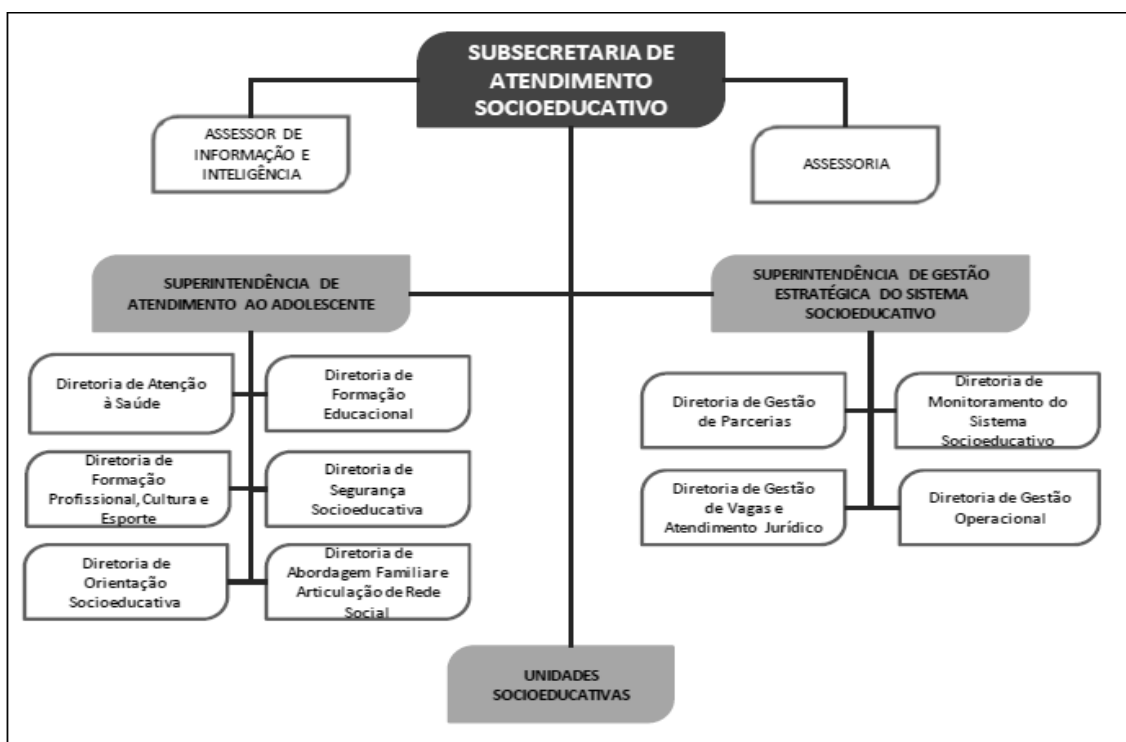 SUBSECRETARIA DE
ATENDIMENTO
SOCIOEDUCATIVO
ASSESSOR DE
INFORMAÇÃO E
INTELIGÊNCIA
ASSESSORIA
SUPERINTENDÊNCIA DE
ATENDIMENTO AO ADOLESCENTE
SUPERINTENDÊNCIA DE GESTÃO
ESTRATÉGICA DO SISTEMA
SOCIOEDUCATIVO
Diretoria de Atenção
à Saúde
Diretoria de
Formação
Educacional
Diretoria de
Formação
Profissional, Cultura e
Esporte
Diretoria de
Segurança
Socioeducativa
Diretoria de
Orientação
Socioeducativa
Diretoria de
Abordagem Familiar e
Articulação de Rede
Social
Diretoria de Gestão
de Parcerias
Diretoria de
Monitoramento do
Sistema
Socioeducativo
Diretoria de Gestão
de Vagas e
Atendimento Jurídico
Diretoria de Gestão
Operacional
UNIDADES
SOCIOEDUCATIVAS